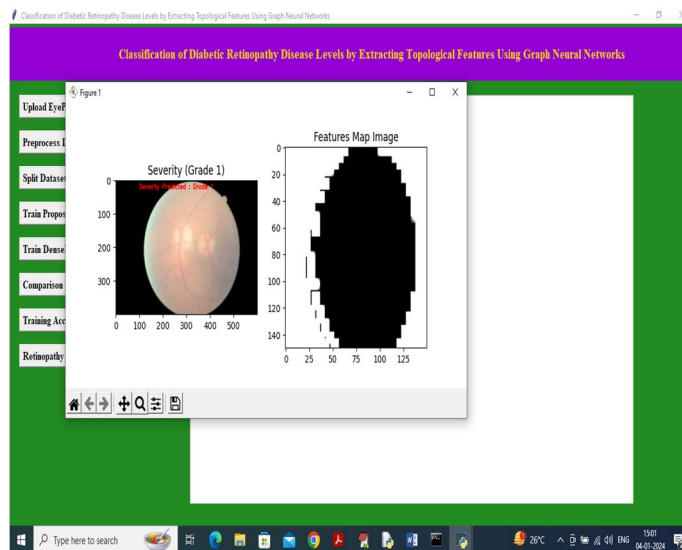 Classification of Diabetic Retinopathy Disease Levels by Extracting Topological Features Using Graph Neural Networks
Classification of Diabetic Retinopathy Disease Levels by Extracting Topological Features Using Graph Neural Networks
Figure 1
Upload EyeP
Preprocess D
Split Dataset
Train Propos
Train Dense
Comparison
Training Acc
Retinopathy
Severity (Grade 1)
Severity Predicted : Grade
0
100
200
300
0 100 200 300 400 500
Features Map Image
0
20
40
60
80
100
120
140
0 25 50 75 100 125
Type here to search
26°C
ENG
15:01
04-01-2024